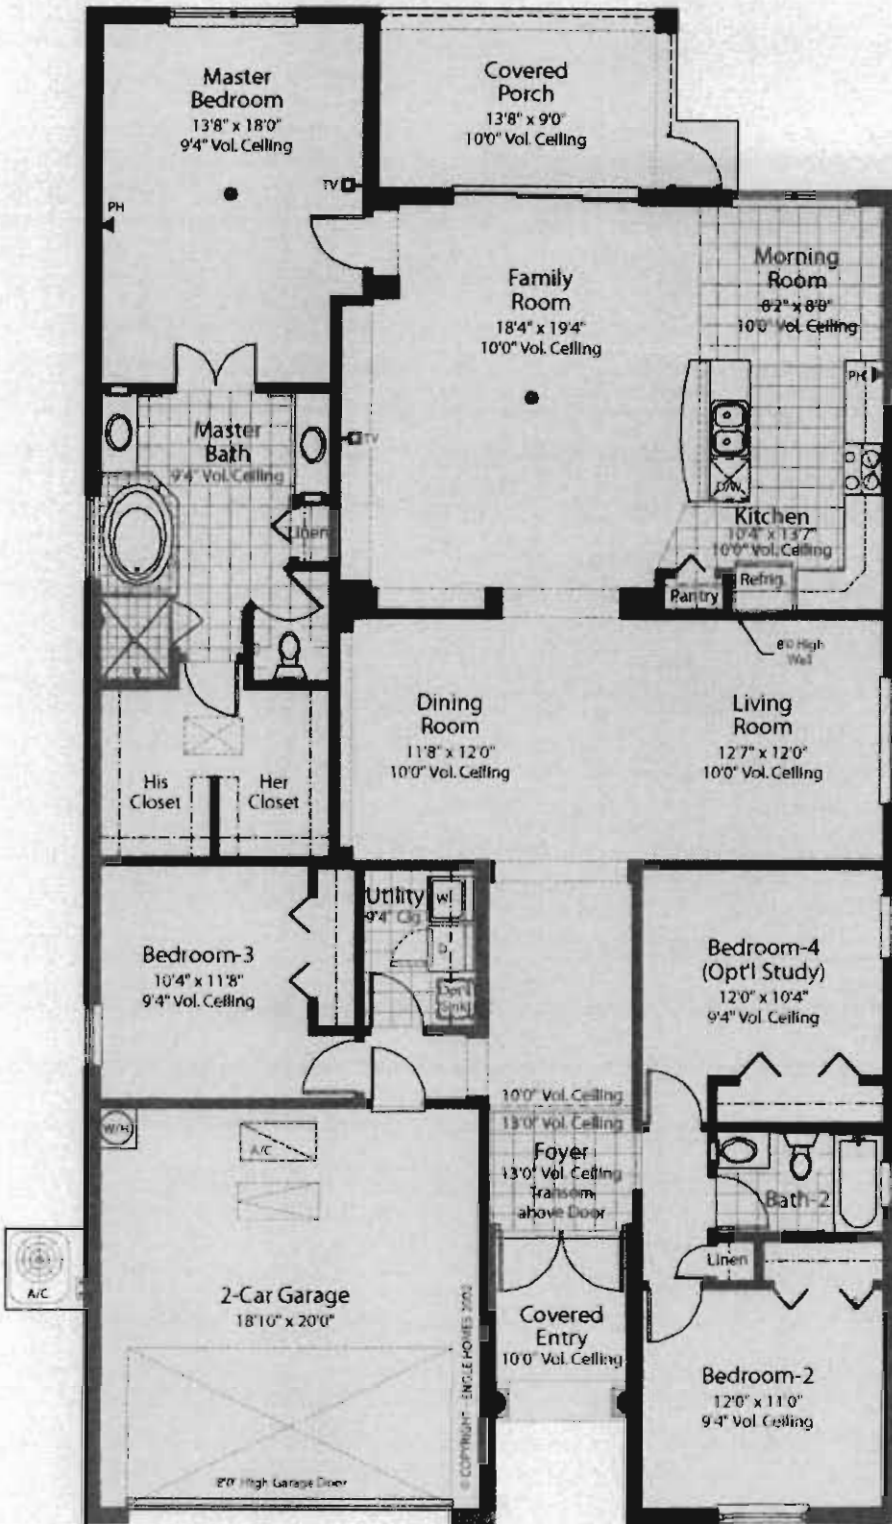 Master
Bedroom
13'8" x 18'0"
9'4" Vol. Ceiling
TV
PH
Covered
Porch
13'8" x 9'0"
10'0" Vol. Ceiling
Family
Room
18'4" x 19'4"
10'0" Vol. Ceiling
TV
Morning
Room
8'2" x 8'8"
10'0" Vol. Ceiling
PH
Master
Bath
9'4" Vol. Ceiling
Linen
D/W
Kitchen
10'4" x 13'7"
10'0" Vol. Ceiling
Pantry
Refrig.
8'0 High
Wall
Dining
Room
11'8" x 12'0"
10'0" Vol. Ceiling
Living
Room
12'7" x 12'0"
10'0" Vol. Ceiling
His
Closet
Her
Closet
Utility
9'4" Clg.
W
D
Opt'l
Sink
Bedroom-3
10'4" x 11'8"
9'4" Vol. Ceiling
Bedroom-4
(Opt'l Study)
12'0" x 10'4"
9'4" Vol. Ceiling
10'0" Vol. Ceiling
13'0" Vol. Ceiling
Foyer
13'0" Vol. Ceiling
Transom
above Door
W/H
A/C
Bath-2
Linen
A/C
2-Car Garage
18'10" x 20'0"
8'0" High Garage Door
© COPYRIGHT - ENGLE HOMES 2002
Covered
Entry
10'0" Vol. Ceiling
Bedroom-2
12'0" x 11'0"
9'4" Vol. Ceiling